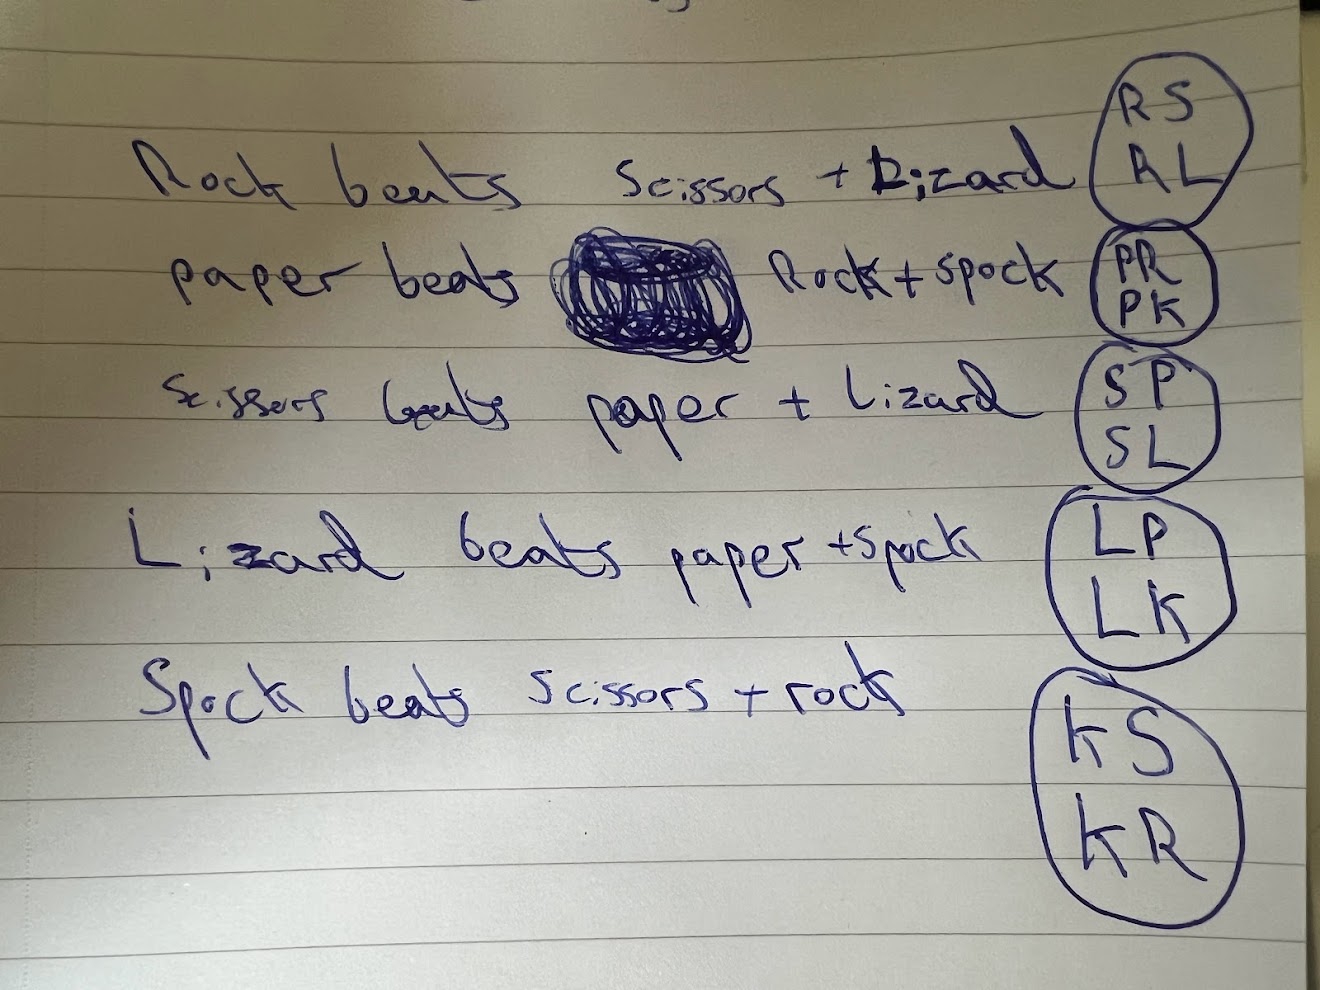 Rock beats Scissors + Lizard RS
RL
paper beats Rock + spock PR
PK
Scissors beats paper + Lizard SP
SL
Lizard beats paper + spock LP
LK
Spock beats scissors + rock KS
KR